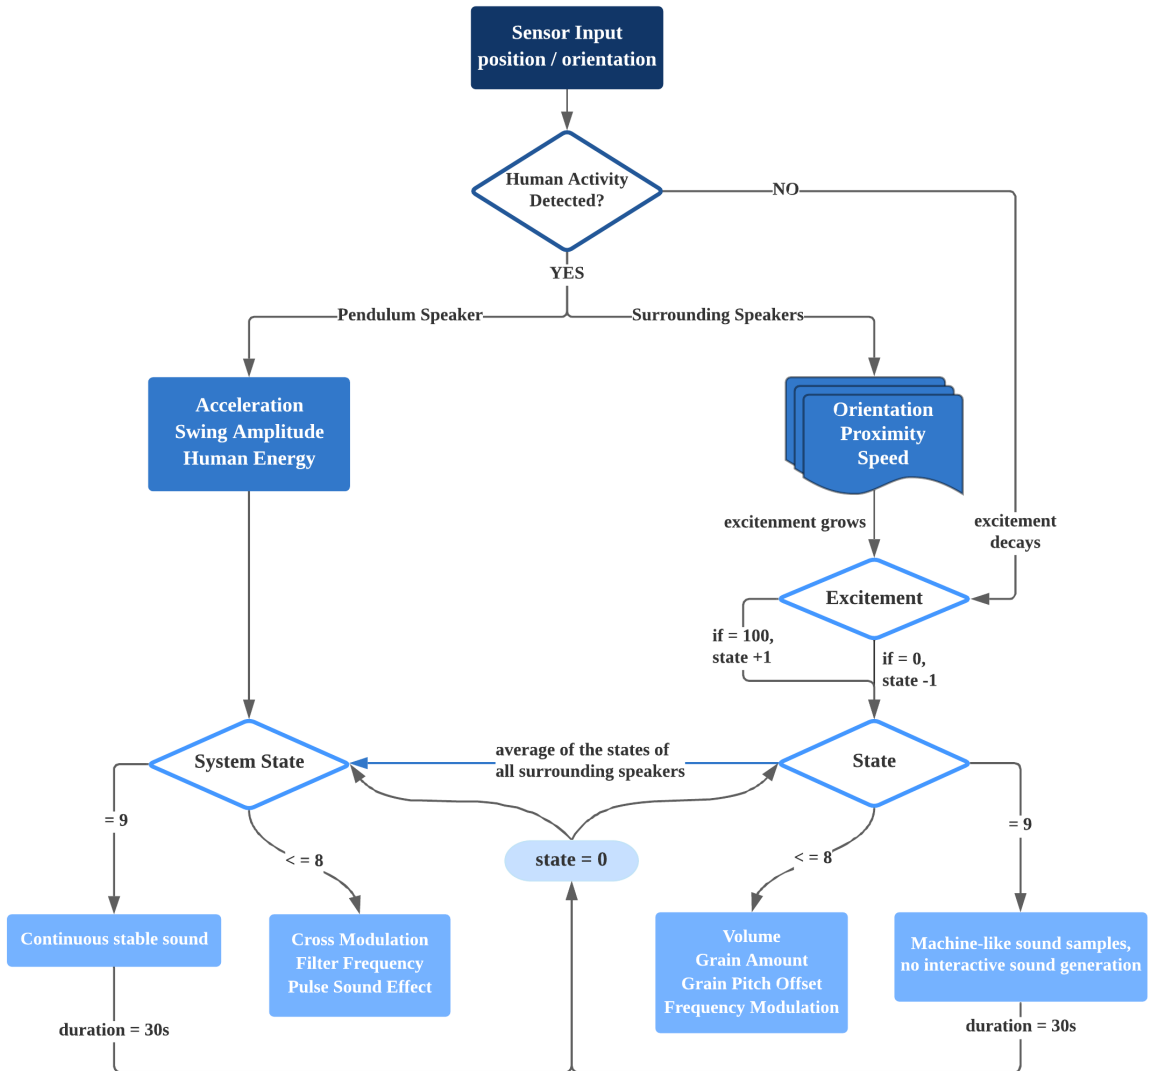 Sensor Input
position / orientation
Human Activity
Detected?
NO
YES
Pendulum Speaker
Surrounding Speakers
Acceleration
Swing Amplitude
Human Energy
Orientation
Proximity
Speed
excitenment grows
excitement
decays
Excitement
if = 100,
state +1
if = 0,
state -1
System State
average of the states of
all surrounding speakers
State
= 9
< = 8
state = 0
< = 8
= 9
Continuous stable sound
Cross Modulation
Filter Frequency
Pulse Sound Effect
Volume
Grain Amount
Grain Pitch Offset
Frequency Modulation
Machine-like sound samples,
no interactive sound generation
duration = 30s
duration = 30s